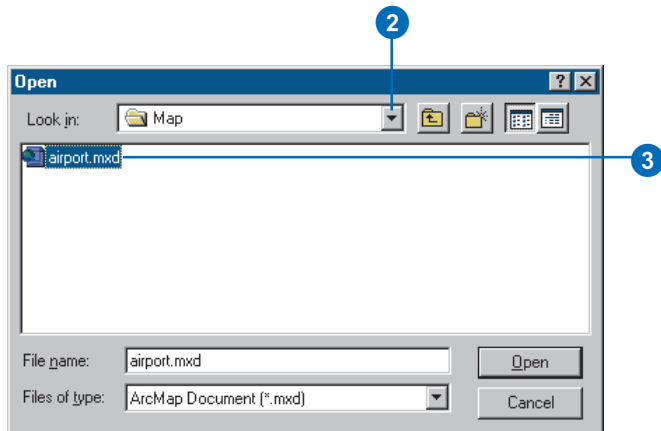 2
Open
Look in:
Map
airport.mxd
3
File name:
airport.mxd
Open
Files of type:
ArcMap Document (*.mxd)
Cancel